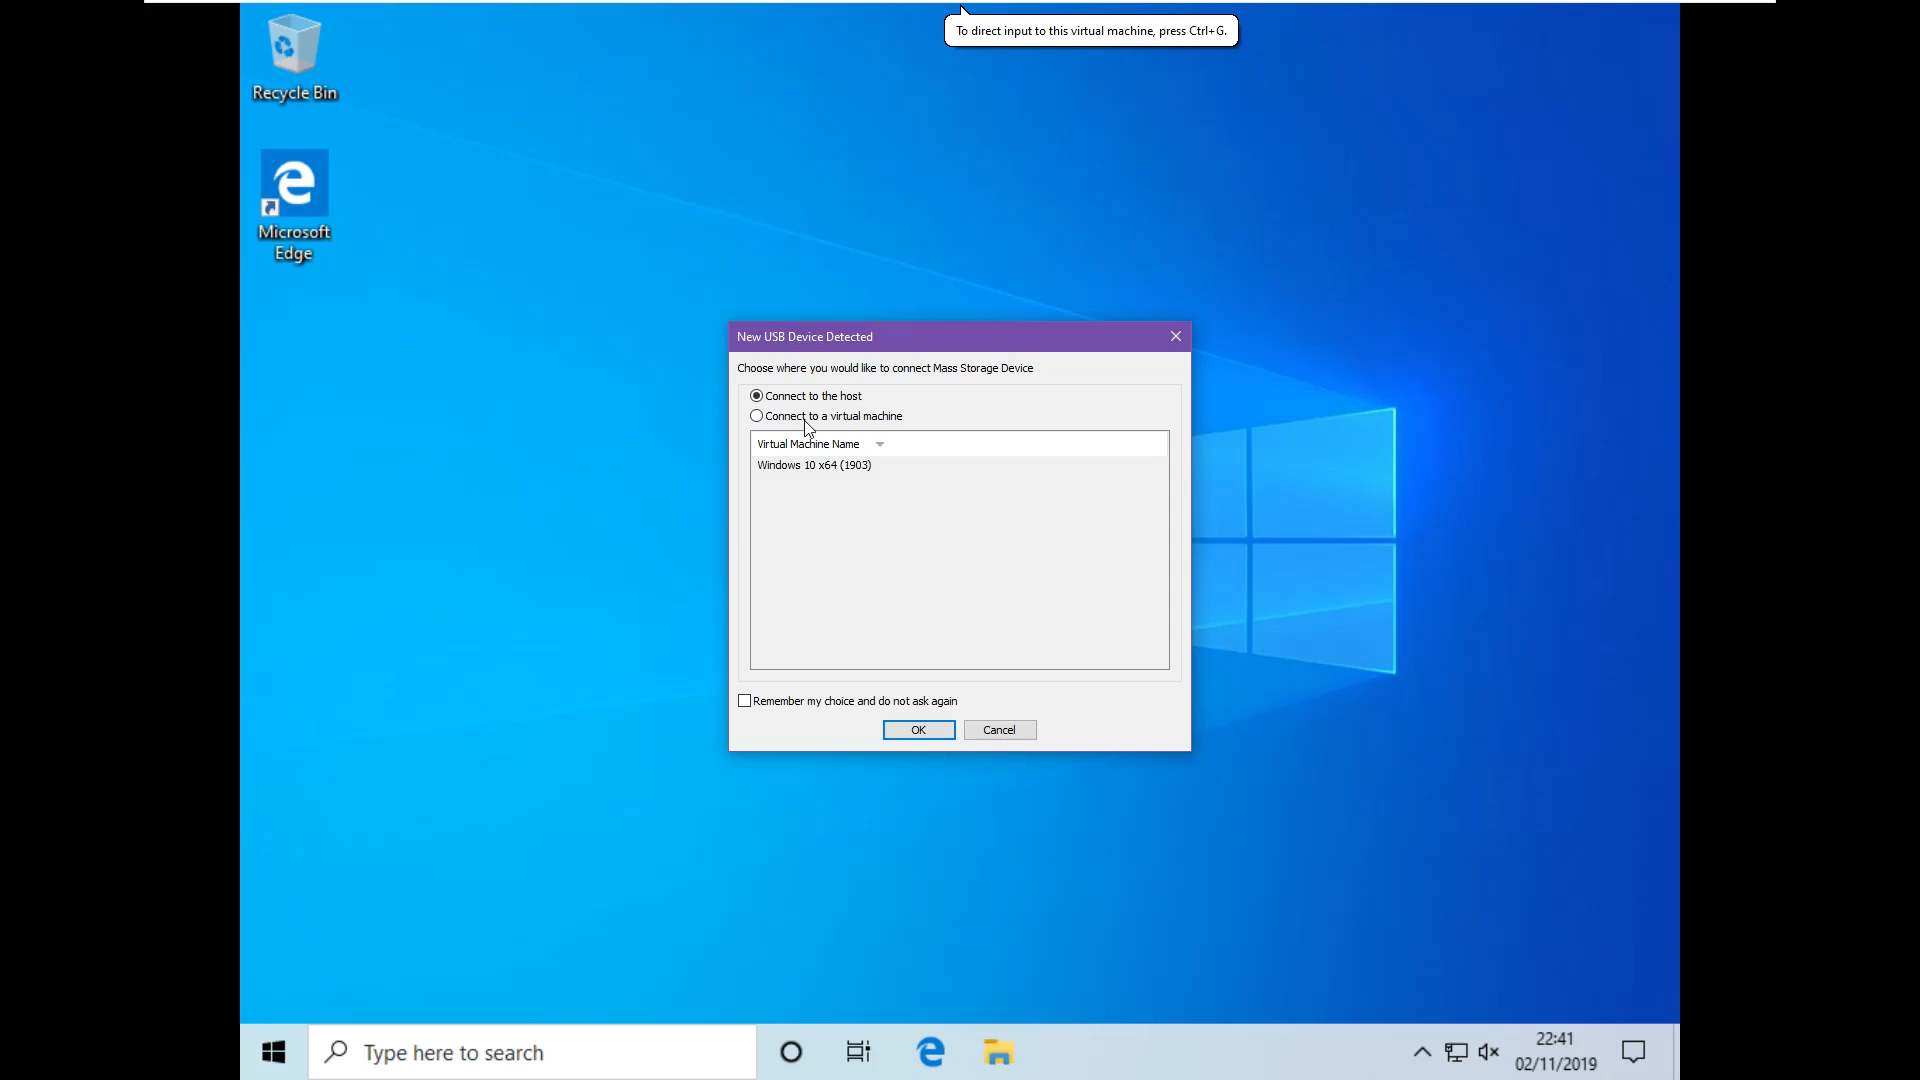 To direct input to this virtual machine, press Ctrl+G.
Recycle Bin
Microsoft
Edge
New USB Device Detected
Choose where you would like to connect Mass Storage Device
Connect to the host
Connect to a virtual machine
Virtual Machine Name
Windows 10 x64 (1903)
Remember my choice and do not ask again
OK
Cancel
Type here to search
22:41
02/11/2019